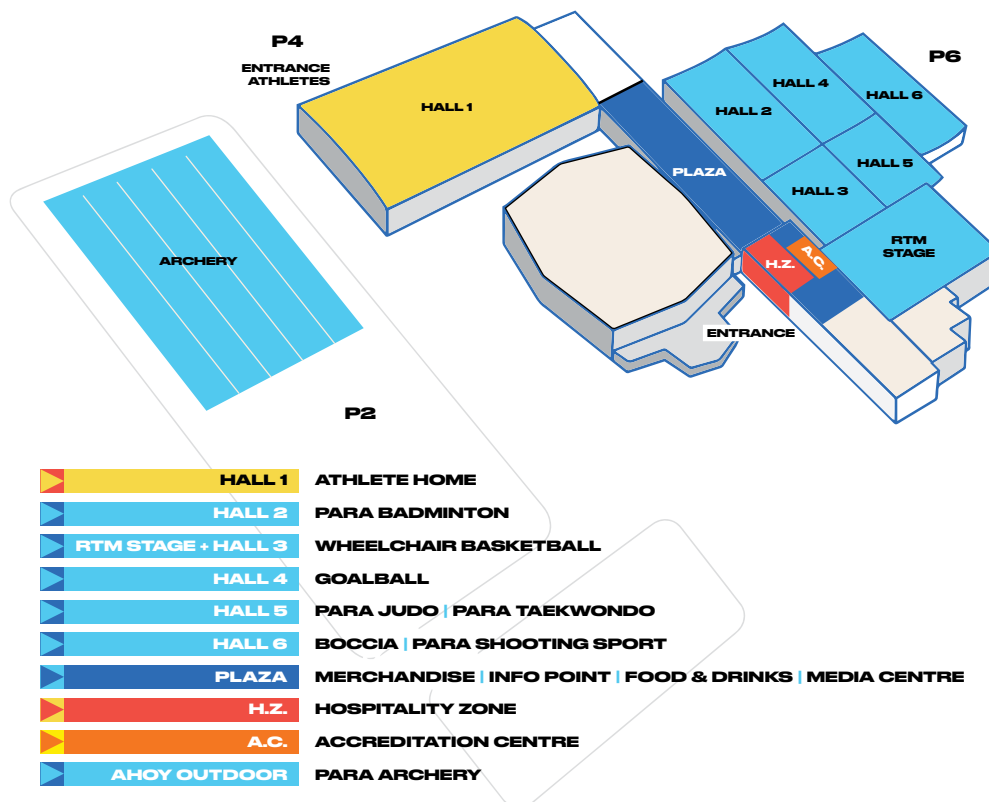 P4
ENTRANCE
ATHLETES
HALL 1
HALL 4
P6
HALL 6
HALL 2
HALL 5
PLAZA
HALL 3
RTM
STAGE
A.C.
H.Z.
ARCHERY
ENTRANCE
P2
HALL 1 ATHLETE HOME
HALL 2 PARA BADMINTON
RTM STAGE + HALL 3 WHEELCHAIR BASKETBALL
HALL 4 GOALBALL
HALL 5 PARA JUDO | PARA TAEKWONDO
HALL 6 BOCCIA | PARA SHOOTING SPORT
PLAZA MERCHANDISE | INFO POINT | FOOD & DRINKS | MEDIA CENTRE
H.Z. HOSPITALITY ZONE
A.C. ACCREDITATION CENTRE
AHOY OUTDOOR PARA ARCHERY